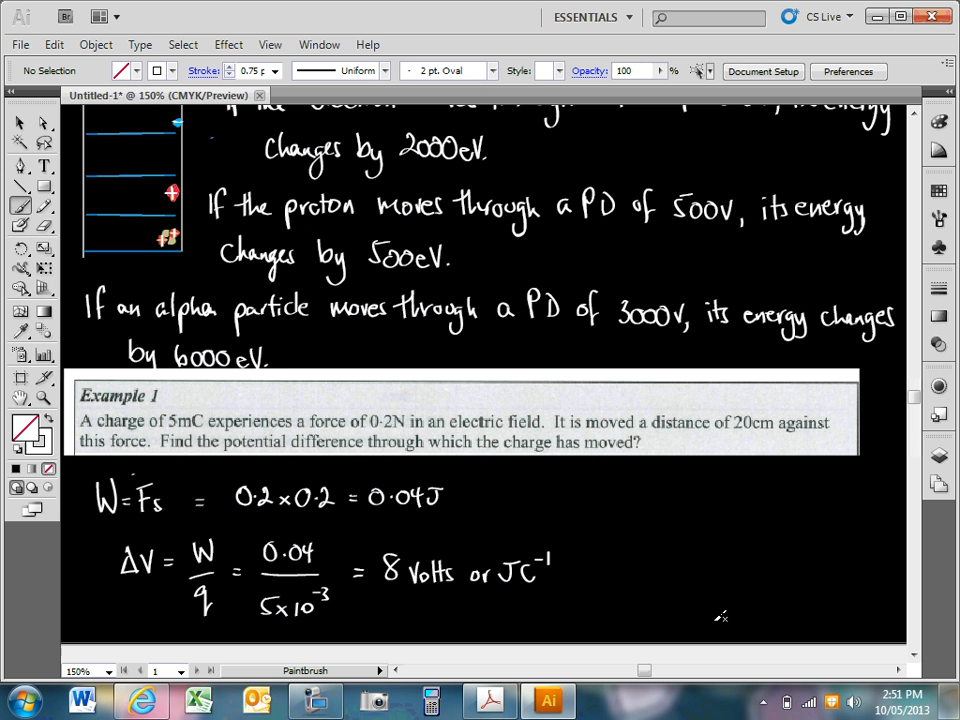 Ai Br ESSENTIALS CS Live
File Edit Object Type Select Effect View Window Help
No Selection Stroke: 0.75 p Uniform 2 pt. Oval Style: Opacity: 100 % Document Setup Preferences
Untitled-1* @ 150% (CMYK/Preview)
If the
energy
changes by 2000eV.
If the proton moves through a PD of 500V, its energy
changes by 500eV.
If an alpha particle moves through a PD of 3000V, its energy changes
by 6000eV.
Example 1
A charge of 5mC experiences a force of 0·2N in an electric field. It is moved a distance of 20cm against
this force. Find the potential difference through which the charge has moved?
W = Fs = 0.2 x 0.2 = 0.04J
ΔV = W/q = 0.04/5x10⁻³ = 8 Volts or JC⁻¹
150% 1 Paintbrush
2:51 PM
10/05/2013